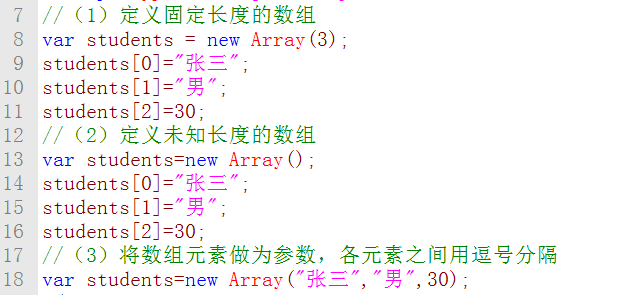 7 //（1）定义固定长度的数组
8 var students = new Array(3);
9 students[0]="张三";
10 students[1]="男";
11 students[2]=30;
12 //（2）定义未知长度的数组
13 var students=new Array();
14 students[0]="张三";
15 students[1]="男";
16 students[2]=30;
17 //（3）将数组元素做为参数，各元素之间用逗号分隔
18 var students=new Array("张三","男",30);